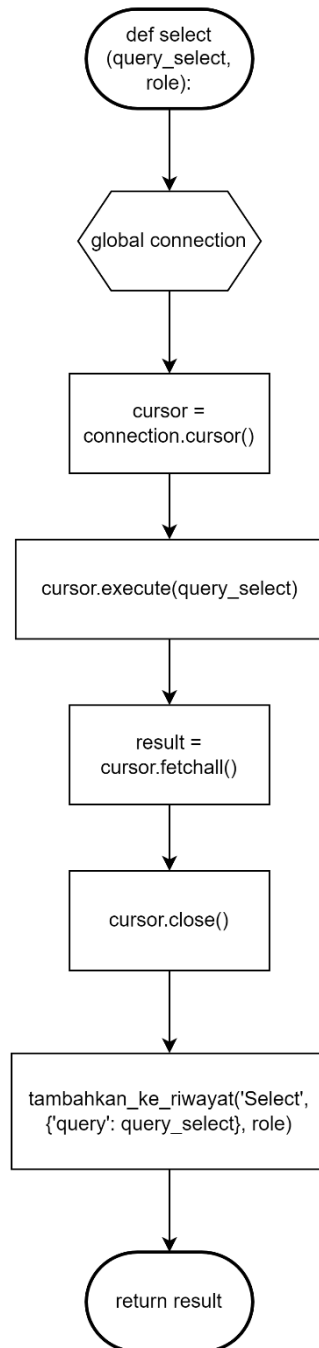 def select
(query_select,
role):
global connection
cursor =
connection.cursor()
cursor.execute(query_select)
result =
cursor.fetchall()
cursor.close()
tambahkan_ke_riwayat('Select',
{'query': query_select}, role)
return result